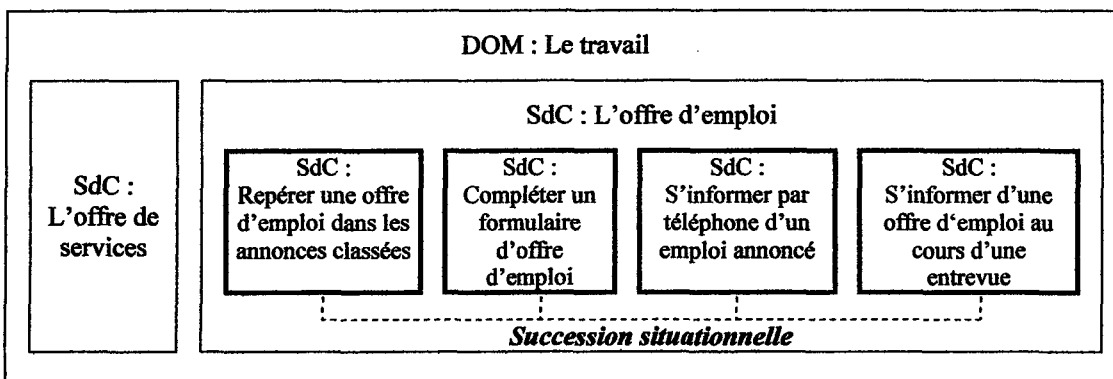 DOM : Le travail
SdC :
L'offre de
services
SdC : L'offre d'emploi
SdC :
Repérer une offre
d'emploi dans les
annonces classées
SdC :
Compléter un
formulaire
d'offre
d'emploi
SdC :
S'informer par
téléphone d'un
emploi annoncé
SdC :
S'informer d'une
offre d‘emploi au
cours d'une
entrevue
Succession situationnelle